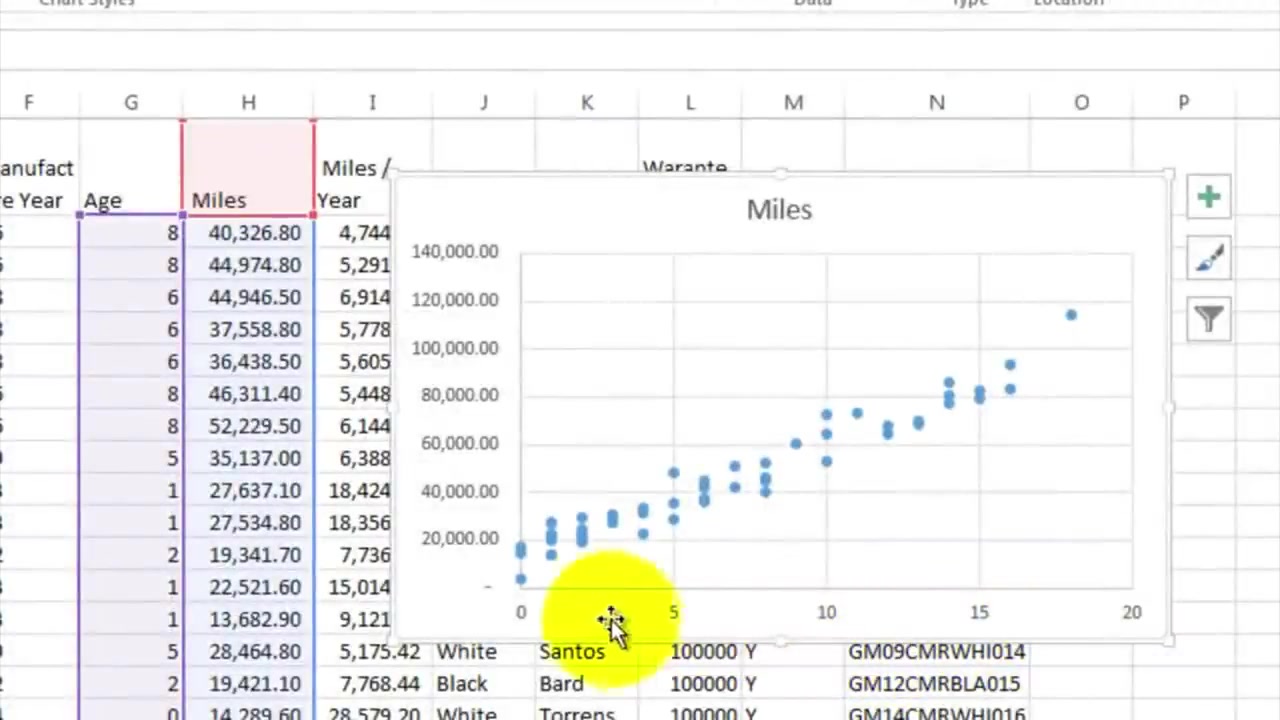 Chart Styles Data Type Location
F G H I J K L M N O P
anufact Miles / Warante
re Year Age Miles Year
8 40,326.80 4,744
8 44,974.80 5,291
6 44,946.50 6,914
6 37,558.80 5,778
6 36,438.50 5,605
8 46,311.40 5,448
8 52,229.50 6,144
5 35,137.00 6,388
1 27,637.10 18,424
1 27,534.80 18,356
2 19,341.70 7,736
1 22,521.60 15,014
1 13,682.90 9,121
5 28,464.80 5,175.42 White Santos 100000 Y GM09CMRWHI014
2 19,421.10 7,768.44 Black Bard 100000 Y GM12CMRBLA015
0 14,289.60 28,579.20 White Torrens 100000 Y GM14CMRWHI016
Miles
140,000.00
120,000.00
100,000.00
80,000.00
60,000.00
40,000.00
20,000.00
-
0 5 10 15 20